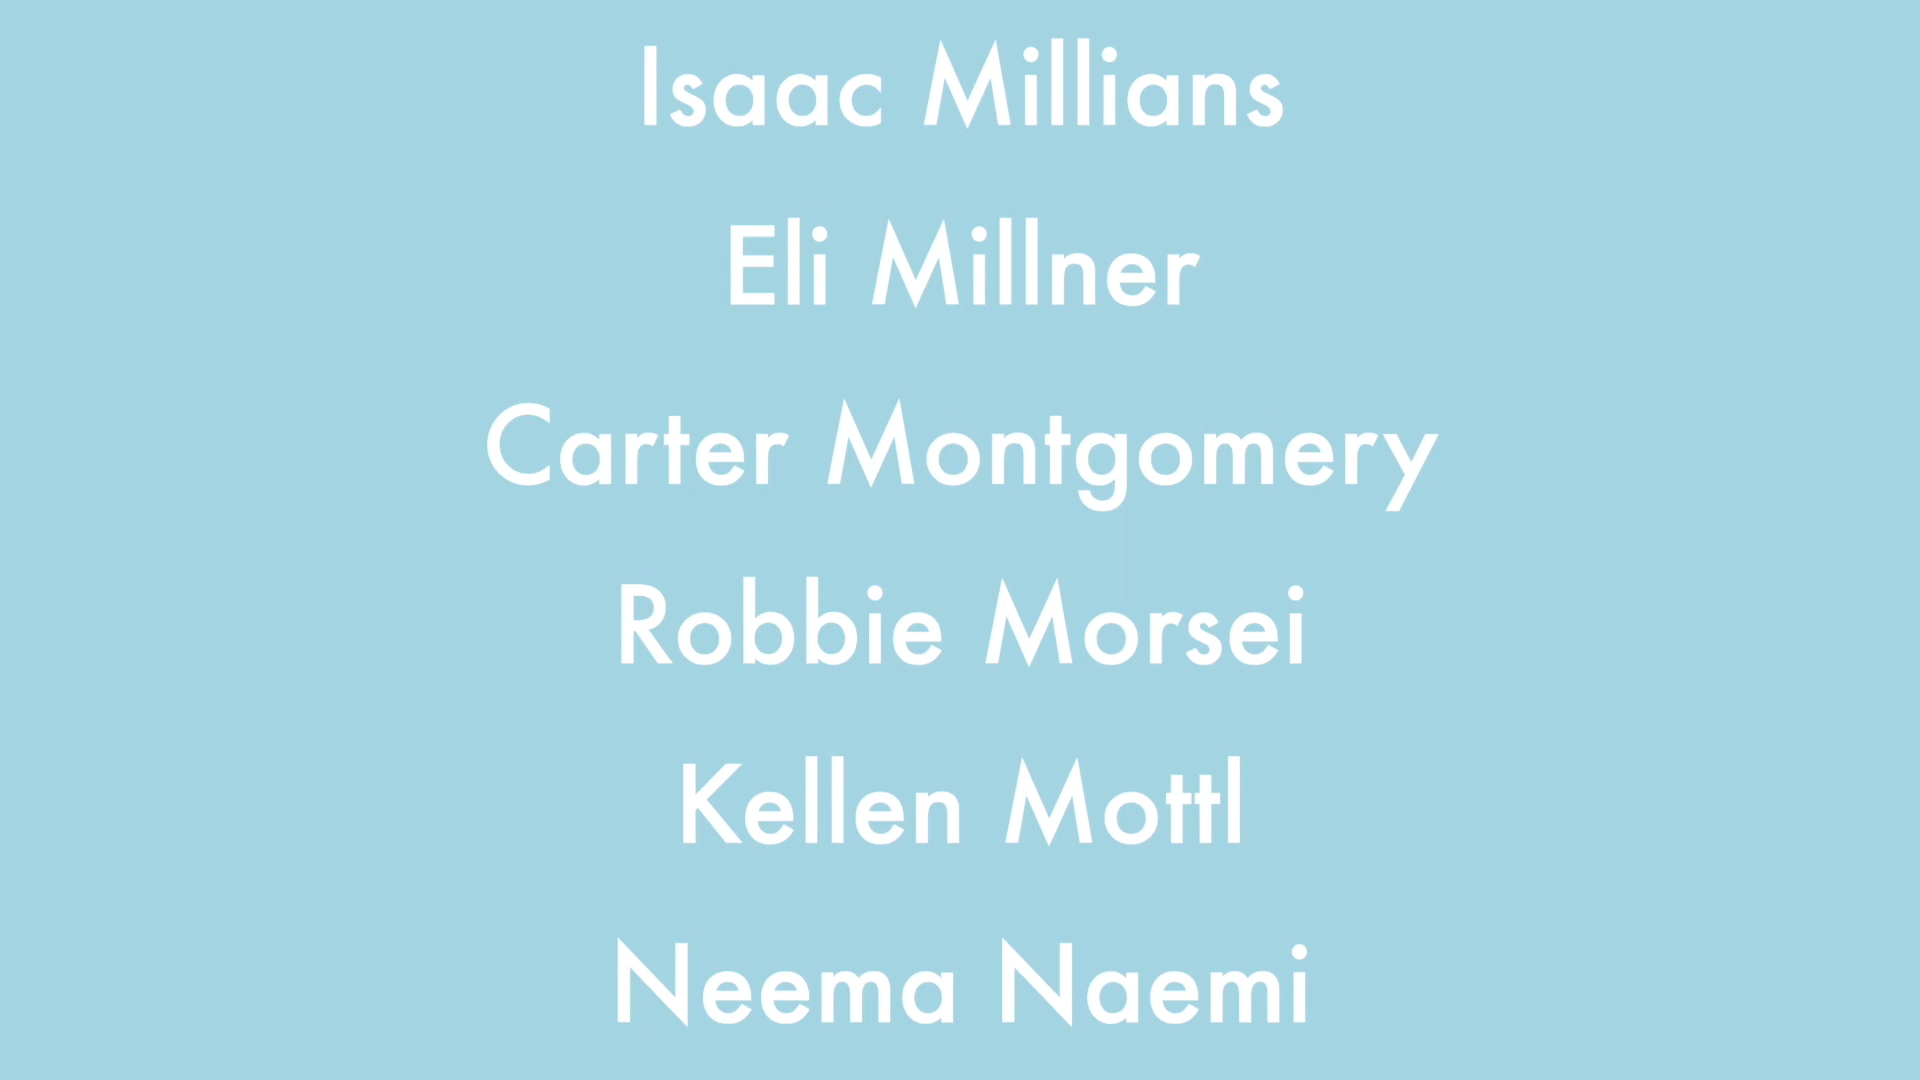 Isaac Millians
Eli Millner
Carter Montgomery
Robbie Morsei
Kellen Mottl
Neema Naemi